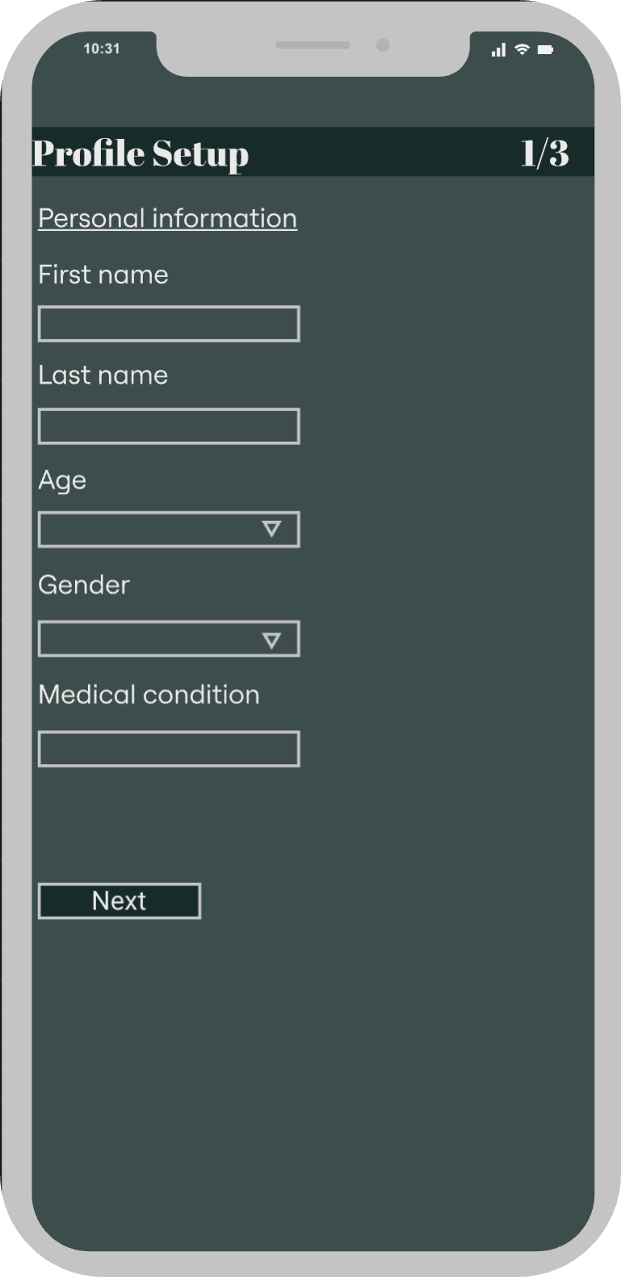 10:31
Profile Setup 1/3
Personal information
First name
Last name
Age
Gender
Medical condition
Next